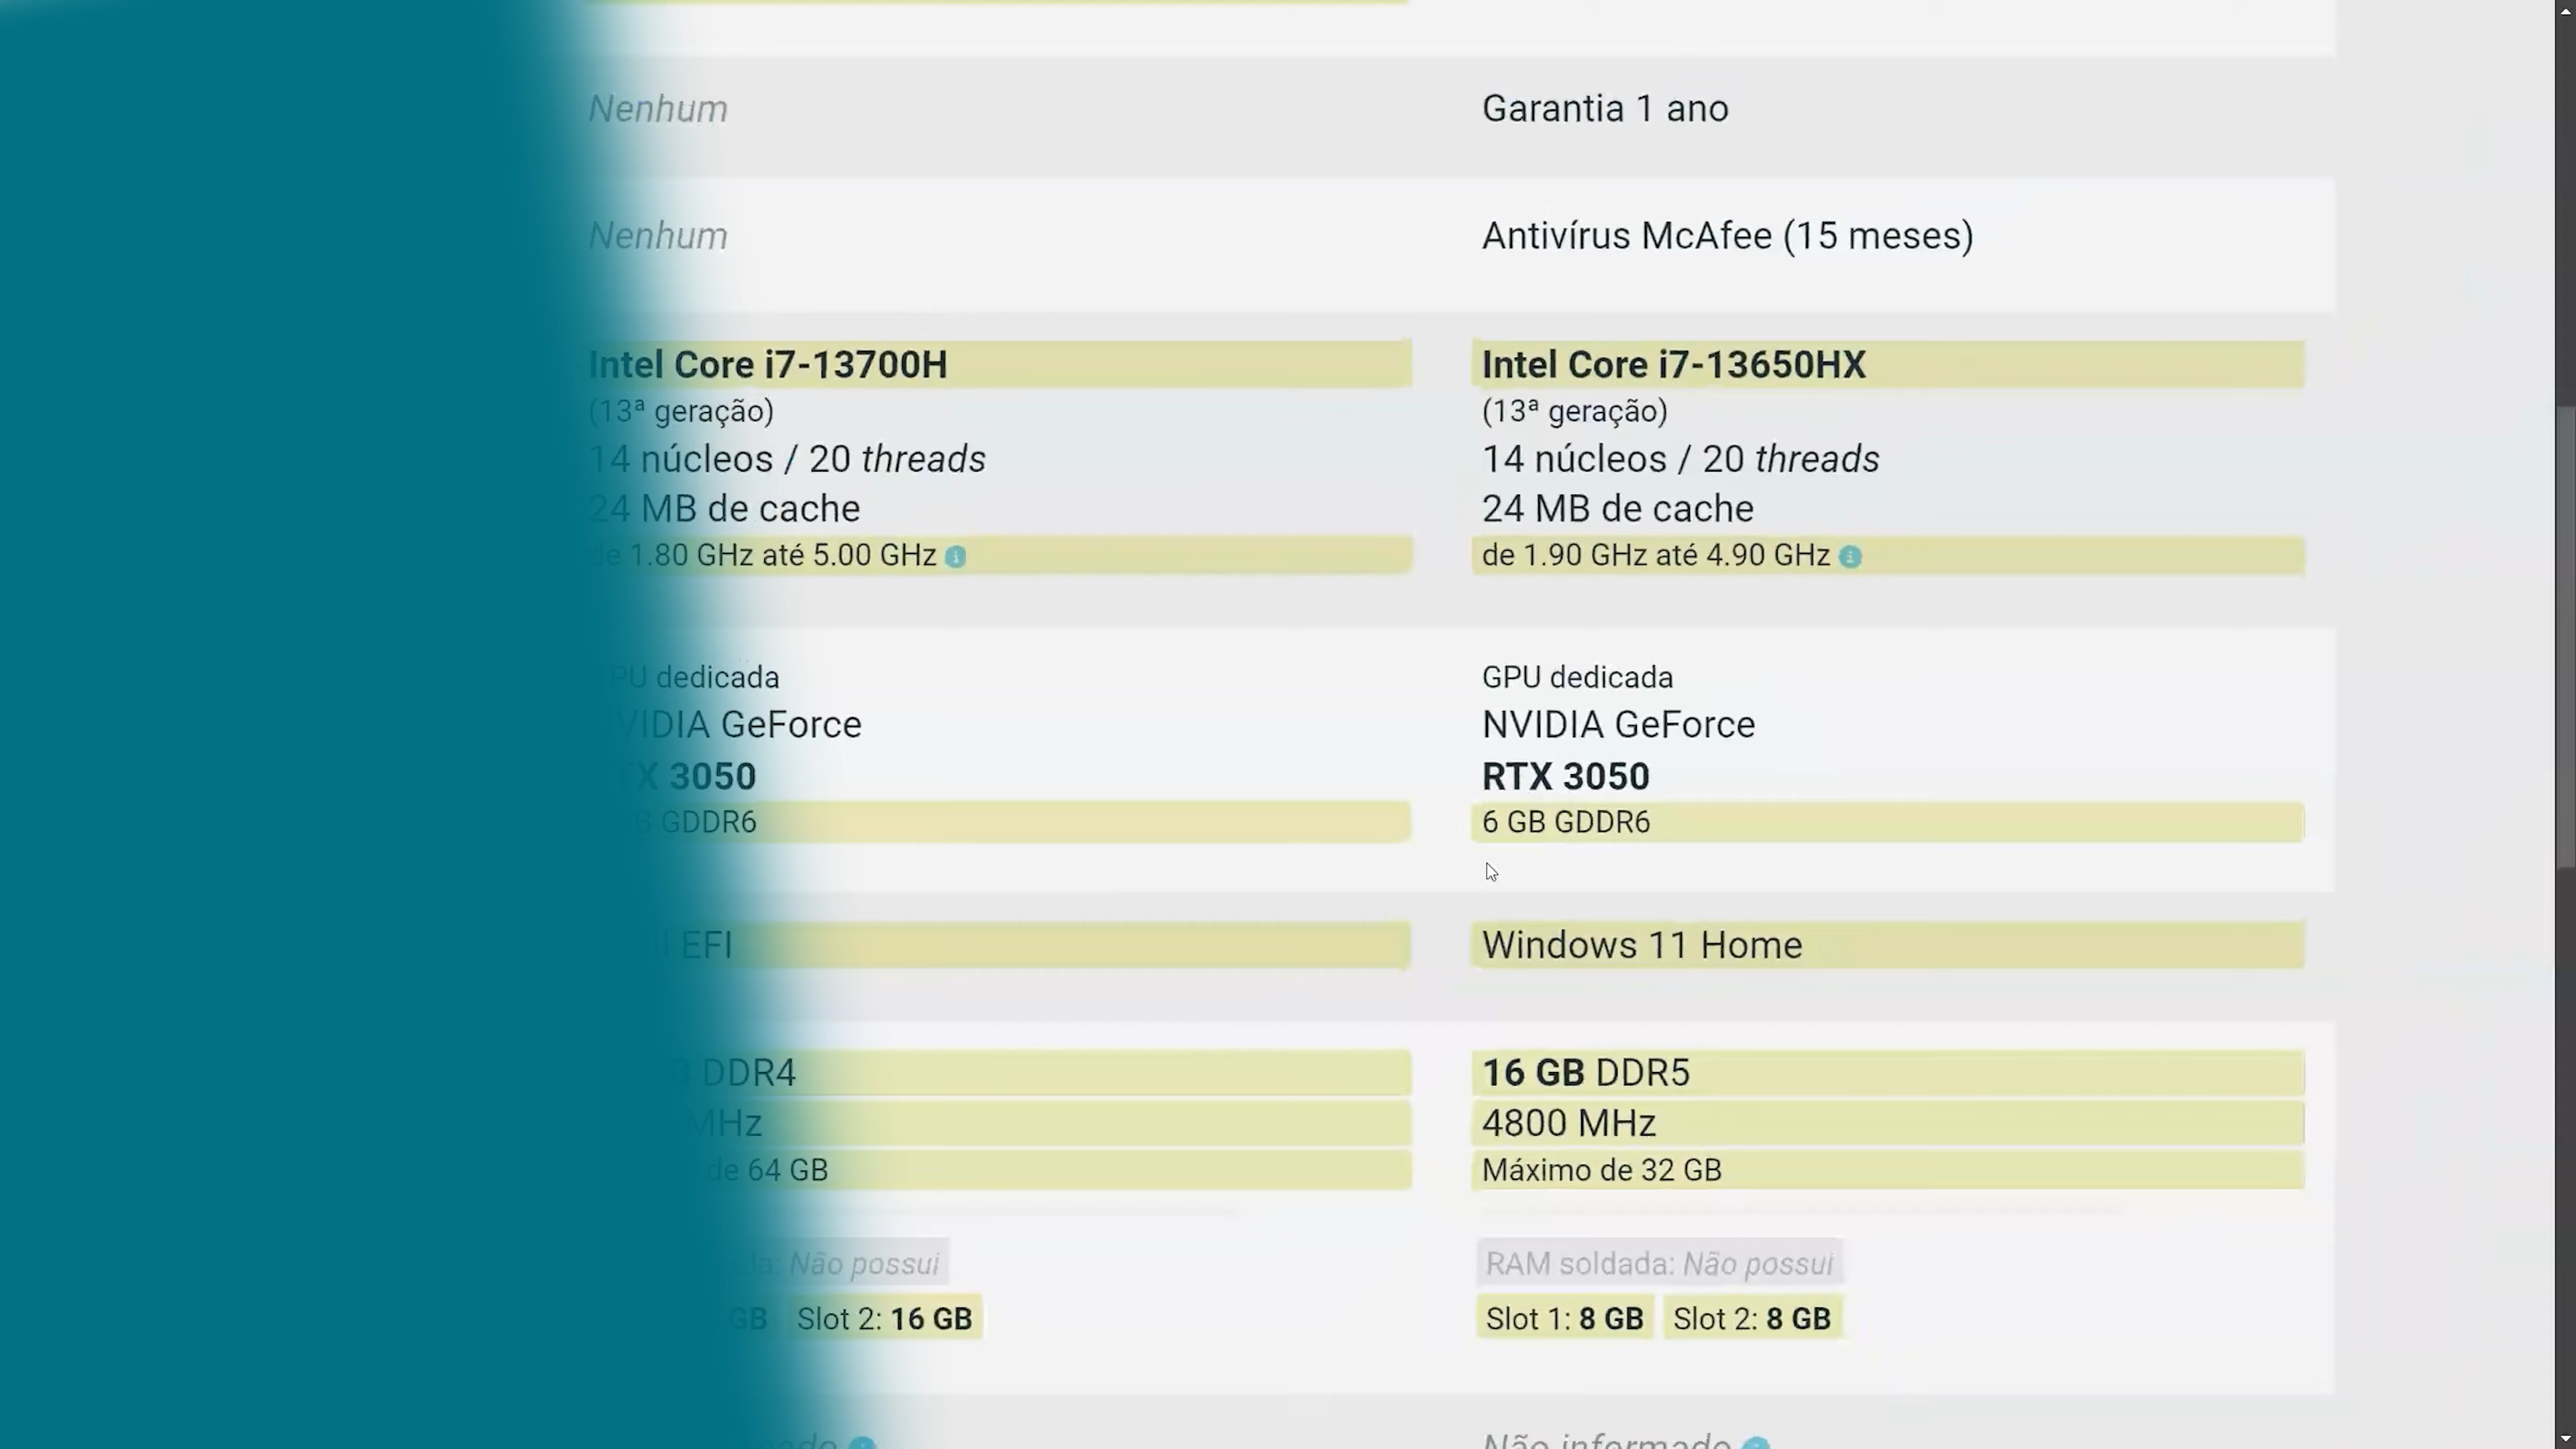 Nenhum
Garantia 1 ano
Nenhum
Antivírus McAfee (15 meses)
Intel Core i7-13700H
(13ª geração)
14 núcleos / 20 threads
24 MB de cache
de 1.80 GHz até 5.00 GHz
Intel Core i7-13650HX
(13ª geração)
14 núcleos / 20 threads
24 MB de cache
de 1.90 GHz até 4.90 GHz
dedicada
GeForce
3050
GDDR6
GPU dedicada
NVIDIA GeForce
RTX 3050
6 GB GDDR6
Windows 11 Home
DDR4
MHz
de 64 GB
16 GB DDR5
4800 MHz
Máximo de 32 GB
Não possui
GB Slot 2: 16 GB
RAM soldada: Não possui
Slot 1: 8 GB Slot 2: 8 GB
Não informado